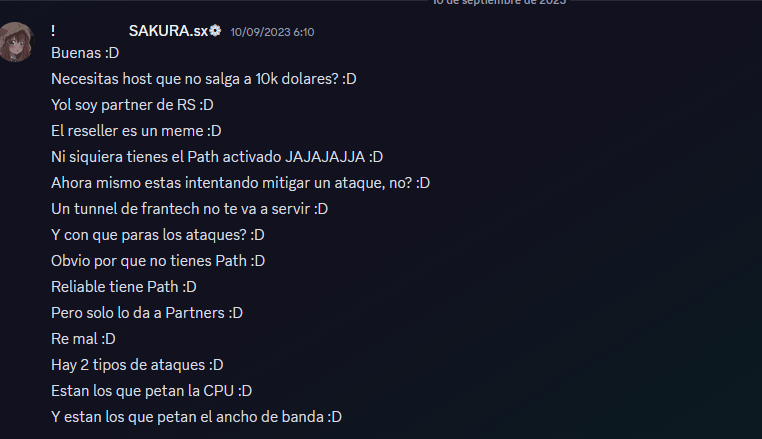 10 de septiembre de 2023
! SAKURA.sx 10/09/2023 6:10
Buenas :D
Necesitas host que no salga a 10k dolares? :D
Yol soy partner de RS :D
El reseller es un meme :D
Ni siquiera tienes el Path activado JAJAJAJJA :D
Ahora mismo estas intentando mitigar un ataque, no? :D
Un tunnel de frantech no te va a servir :D
Y con que paras los ataques? :D
Obvio por que no tienes Path :D
Reliable tiene Path :D
Pero solo lo da a Partners :D
Re mal :D
Hay 2 tipos de ataques :D
Estan los que petan la CPU :D
Y estan los que petan el ancho de banda :D